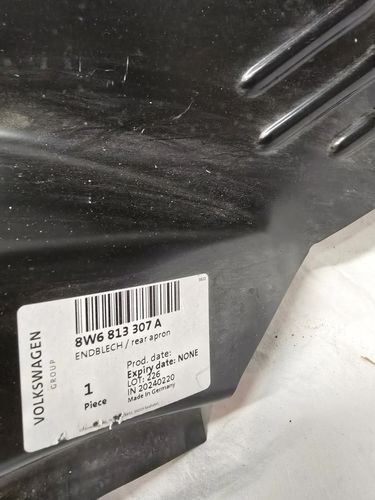 8W6 813 307 A
ENDBLECH / rear apron
VOLKSWAGEN
GROUP
1
Piece
Prod. date:
Expiry date: NONE
LOT: 226
IN 20240220
Made in Germany